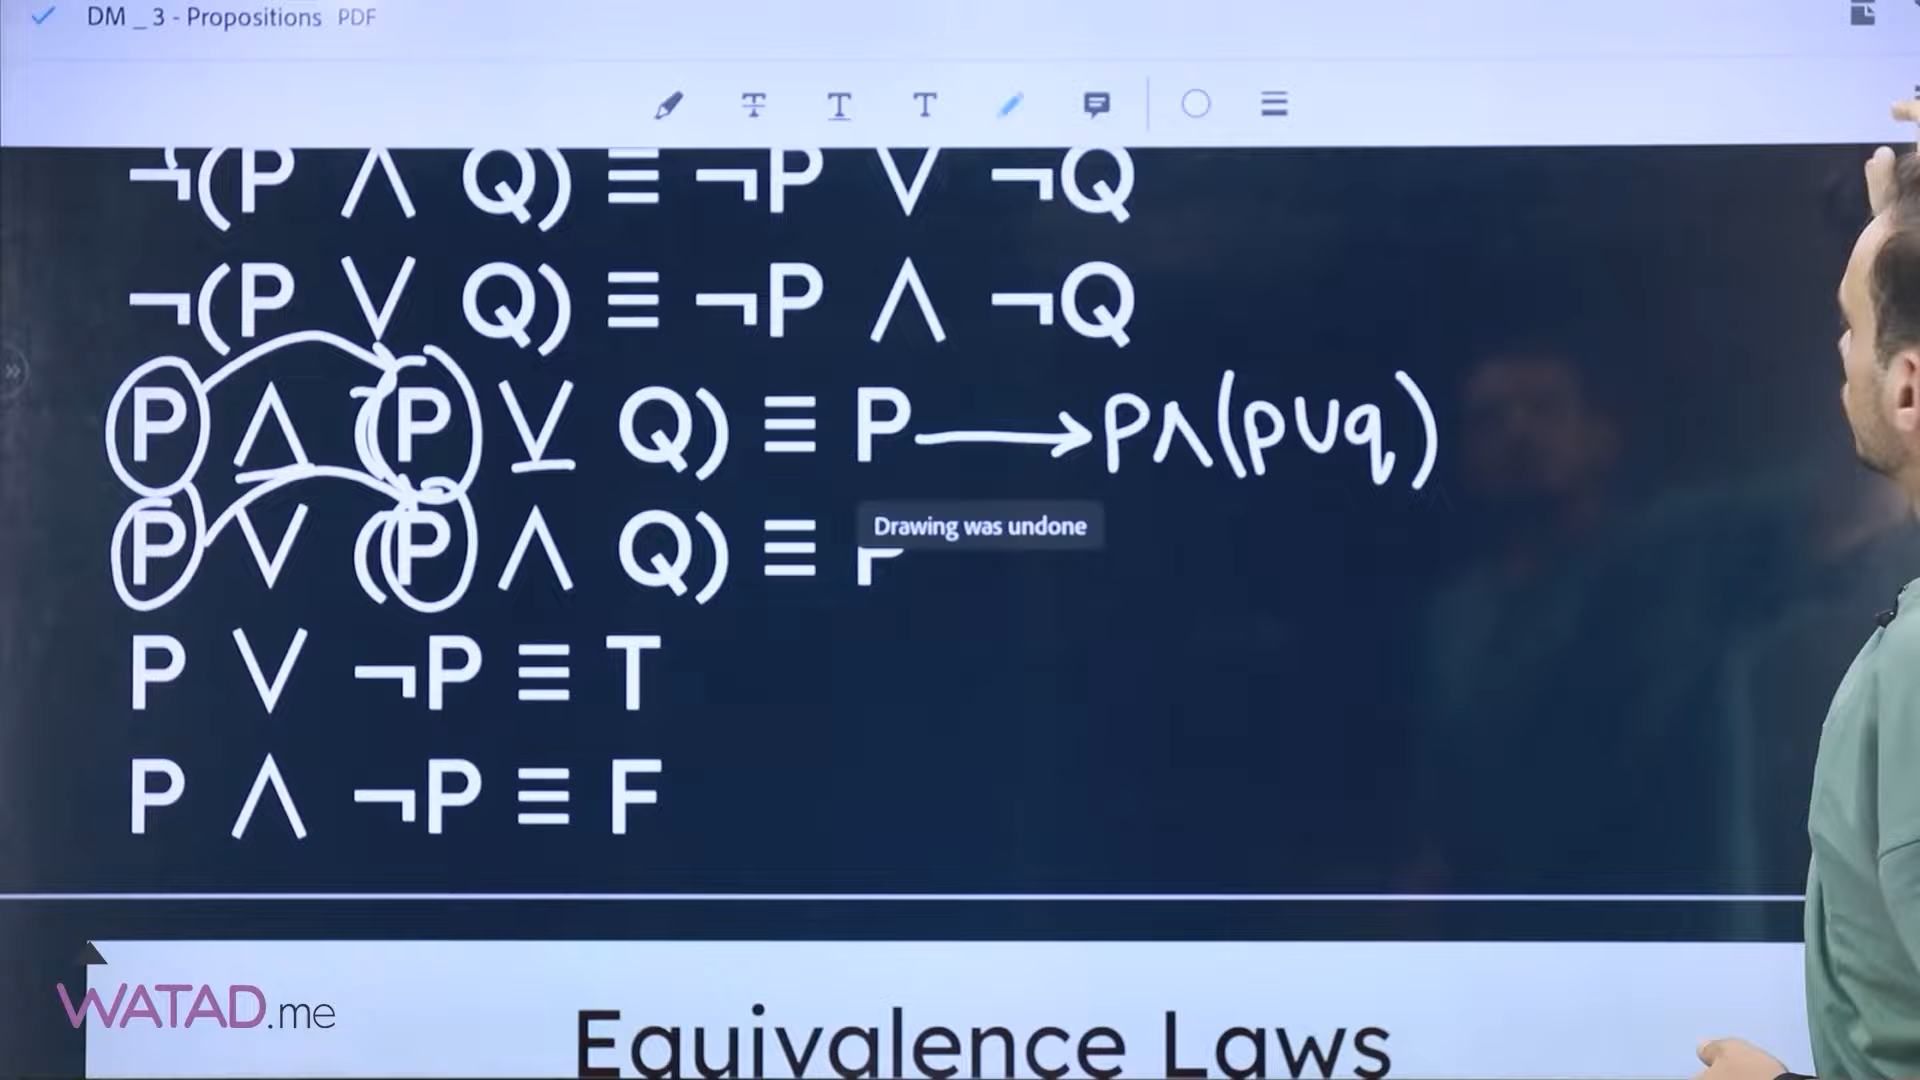 DM _ 3 - Propositions PDF
¬(P ∧ Q) ≡ ¬P ∨ ¬Q
¬(P ∨ Q) ≡ ¬P ∧ ¬Q
P ∧ (P ∨ Q) ≡ P → P∧(P∪q)
P ∨ (P ∧ Q) ≡
Drawing was undone
P ∨ ¬P ≡ T
P ∧ ¬P ≡ F
Equivalence Laws
WATAD.me